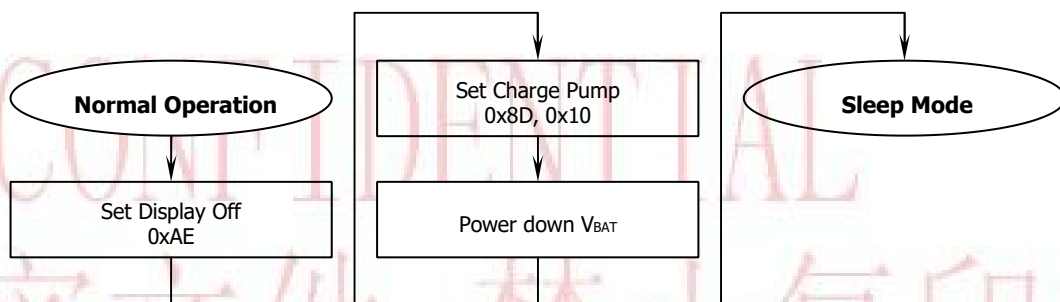 Normal Operation
Set Display Off
0xAE
Set Charge Pump
0x8D, 0x10
Power down VBAT
Sleep Mode
CONFIDENTIAL